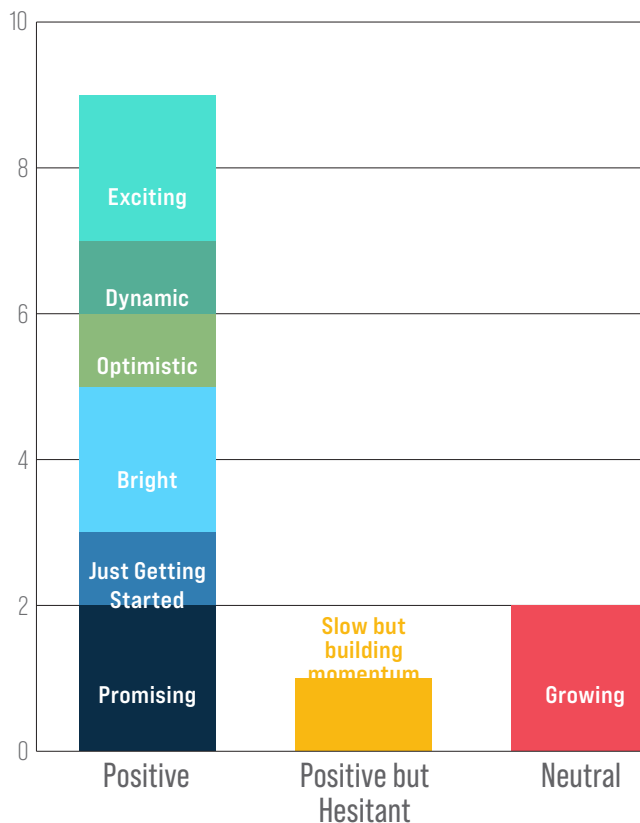 10
8
6
4
2
0
Exciting
Dynamic
Optimistic
Bright
Just Getting
Started
Promising
Slow but
building
momentum
Growing
Positive
Positive but
Hesitant
Neutral